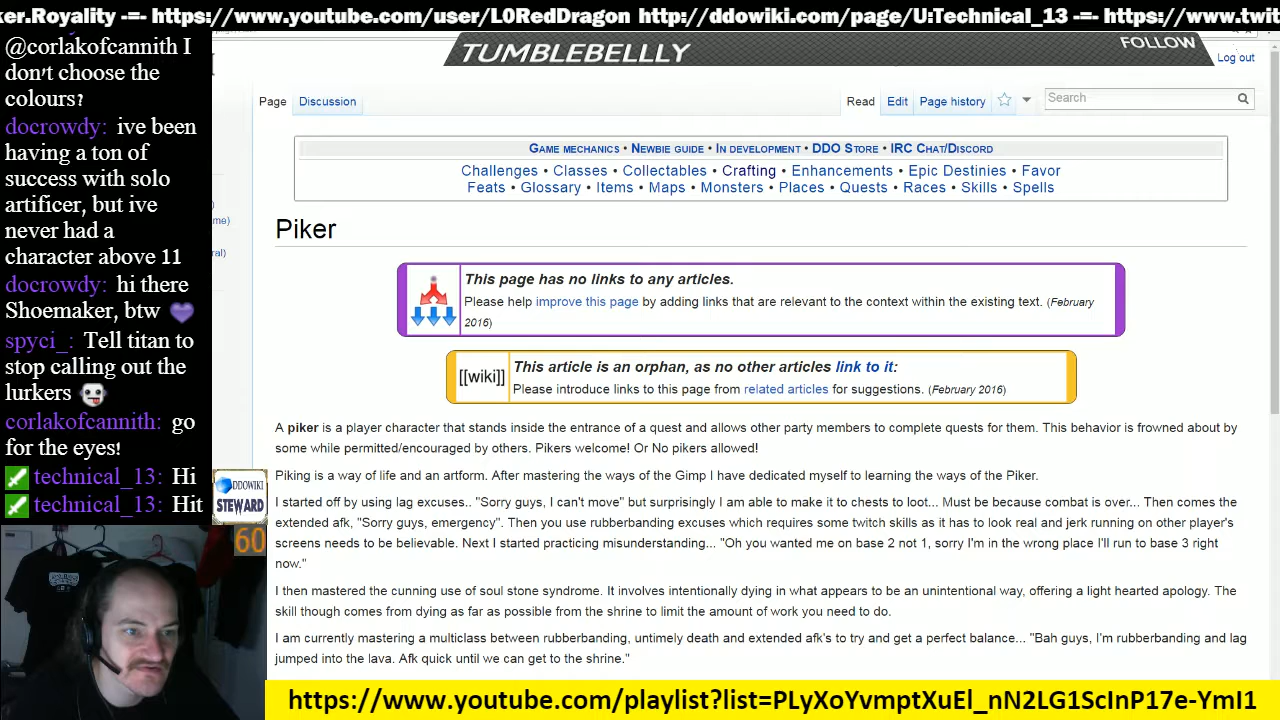 ker.Royality -=- https://www.youtube.com/user/L0RedDragon http://ddowiki.com/page/U:Technical_13 -=- https://www.twit
@corlakofcannith I
don't choose the
colours?
docrowdy: ive been
having a ton of
success with solo
artificer, but ive
never had a
character above 11
docrowdy: hi there
Shoemaker, btw
spyci_: Tell titan to
stop calling out the
lurkers
corlakofcannith: go
for the eyes!
technical_13: Hi
technical_13: Hit
DDOWIKI
STEWARD
60
TUMBLEBELLLY
FOLLOW
Log out
me)
ral)
Page Discussion Read Edit Page history Search
Game mechanics • Newbie guide • In development • DDO Store • IRC Chat/Discord
Challenges • Classes • Collectables • Crafting • Enhancements • Epic Destinies • Favor
Feats • Glossary • Items • Maps • Monsters • Places • Quests • Races • Skills • Spells
Piker
This page has no links to any articles.
Please help improve this page by adding links that are relevant to the context within the existing text. (February
2016)
[[wiki]]
This article is an orphan, as no other articles link to it:
Please introduce links to this page from related articles for suggestions. (February 2016)
A piker is a player character that stands inside the entrance of a quest and allows other party members to complete quests for them. This behavior is frowned about by
some while permitted/encouraged by others. Pikers welcome! Or No pikers allowed!
Piking is a way of life and an artform. After mastering the ways of the Gimp I have dedicated myself to learning the ways of the Piker.
I started off by using lag excuses.. "Sorry guys, I can't move" but surprisingly I am able to make it to chests to loot... Must be because combat is over... Then comes the
extended afk, "Sorry guys, emergency". Then you use rubberbanding excuses which requires some twitch skills as it has to look real and jerk running on other player's
screens needs to be believable. Next I started practicing misunderstanding... "Oh you wanted me on base 2 not 1, sorry I'm in the wrong place I'll run to base 3 right
now."
I then mastered the cunning use of soul stone syndrome. It involves intentionally dying in what appears to be an unintentional way, offering a light hearted apology. The
skill though comes from dying as far as possible from the shrine to limit the amount of work you need to do.
I am currently mastering a multiclass between rubberbanding, untimely death and extended afk's to try and get a perfect balance... "Bah guys, I'm rubberbanding and lag
jumped into the lava. Afk quick until we can get to the shrine."
https://www.youtube.com/playlist?list=PLyXoYvmptXuEl_nN2LG1ScInP17e-YmI1